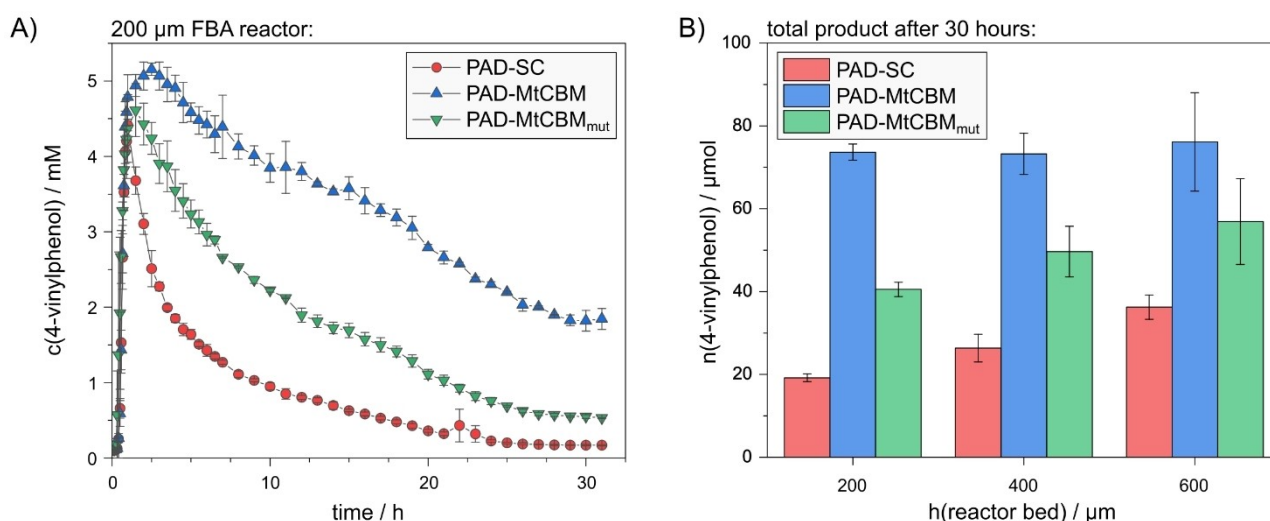 A)
200 µm FBA reactor:
c(4-vinylphenol) / mM
5
4
3
2
1
0
PAD-SC
PAD-MtCBM
PAD-MtCBMmut
0
10
20
30
time / h
B)
total product after 30 hours:
n(4-vinylphenol) / µmol
100
80
60
40
20
0
PAD-SC
PAD-MtCBM
PAD-MtCBMmut
200
400
600
h(reactor bed) / µm